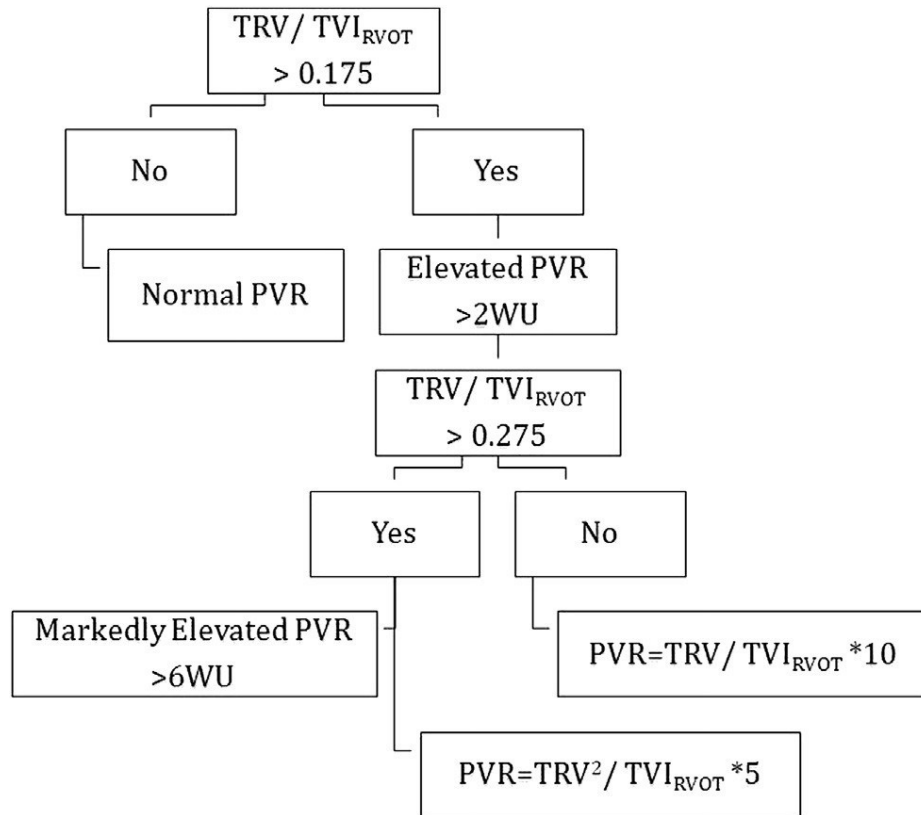 TRV/ TVIRVOT
> 0.175
No
Yes
Normal PVR
Elevated PVR
>2WU
TRV/ TVIRVOT
> 0.275
Yes
No
Markedly Elevated PVR
>6WU
PVR=TRV/ TVIRVOT *10
PVR=TRV²/ TVIRVOT *5